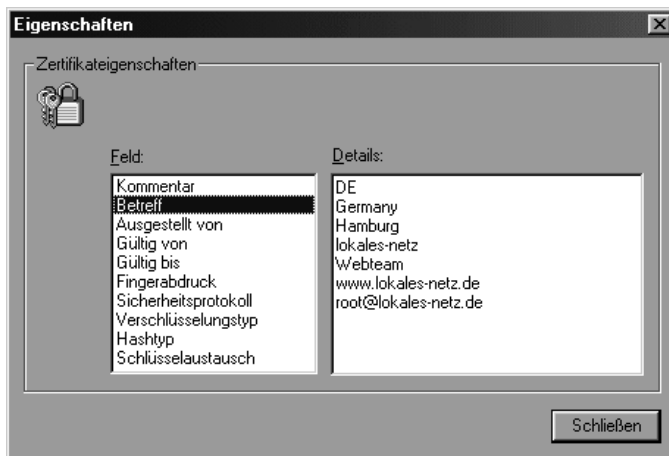 Eigenschaften
Zertifikateigenschaften
Feld:
Kommentar
Betreff
Ausgestellt von
Gültig von
Gültig bis
Fingerabdruck
Sicherheitsprotokoll
Verschlüsselungstyp
Hashtyp
Schlüsselaustausch
Details:
DE
Germany
Hamburg
lokales-netz
Webteam
www.lokales-netz.de
root@lokales-netz.de
Schließen